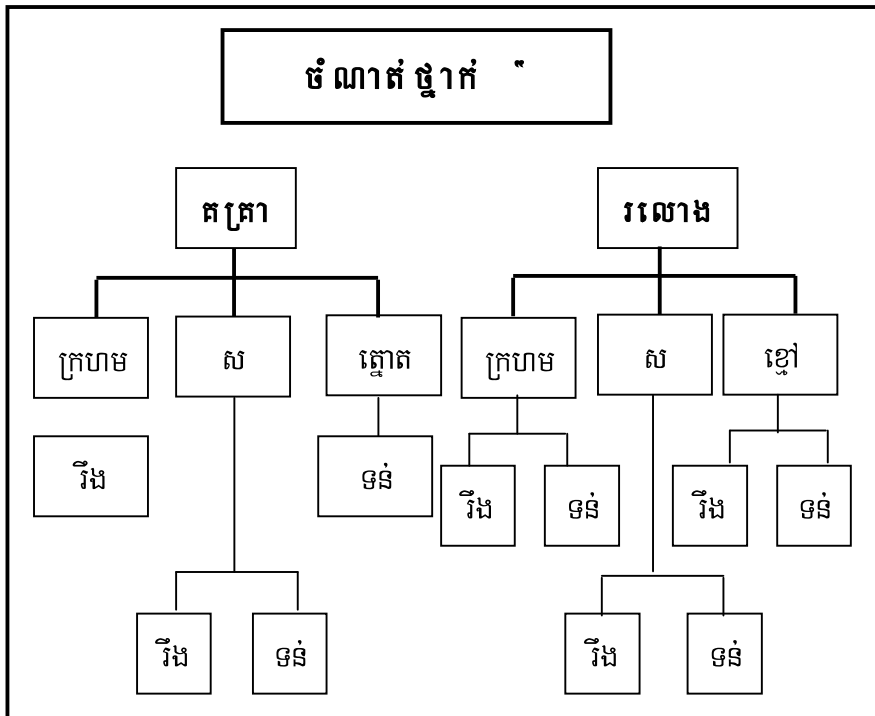 ចំណាត់ថ្នាក់ ៉
គគ្រា រលោង
ក្រហម ស ត្នោត ក្រហម ស ខ្មៅ
រឹង ទន់ រឹង ទន់ រឹង ទន់
រឹង ទន់ រឹង ទន់